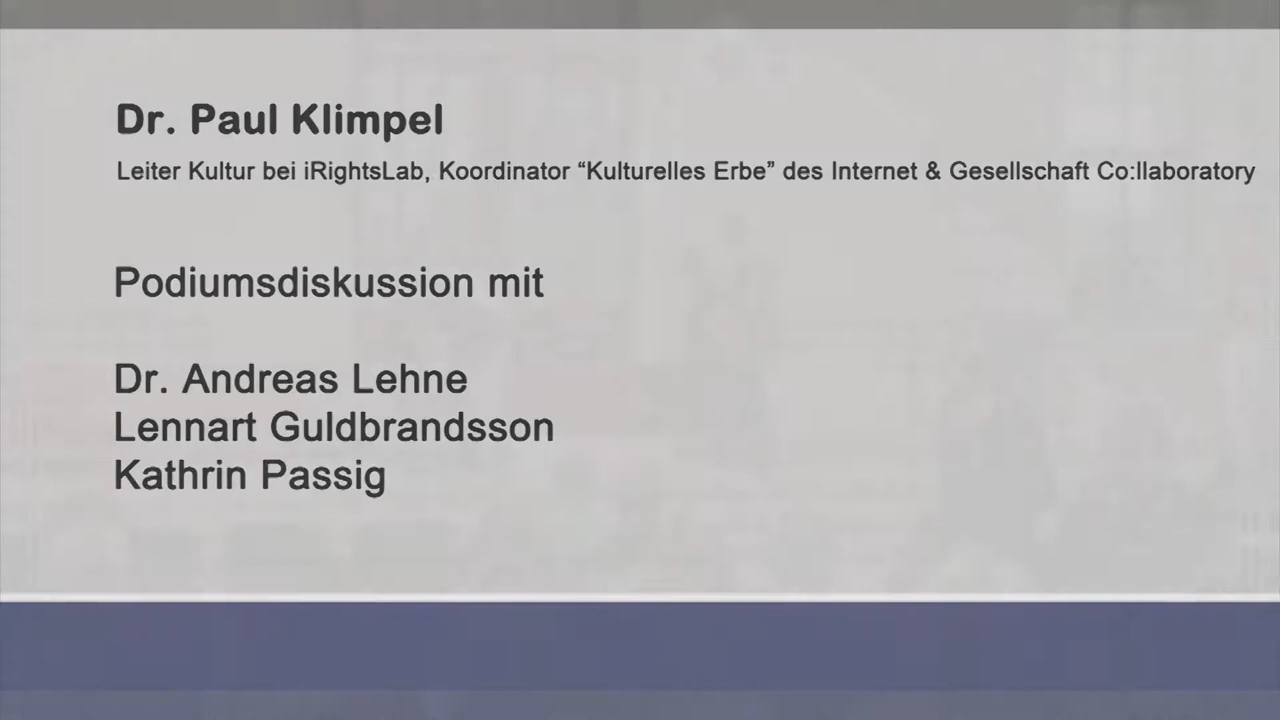 Dr. Paul Klimpel
Leiter Kultur bei iRightsLab, Koordinator “Kulturelles Erbe” des Internet & Gesellschaft Co:llaboratory
Podiumsdiskussion mit
Dr. Andreas Lehne
Lennart Guldbrandsson
Kathrin Passig